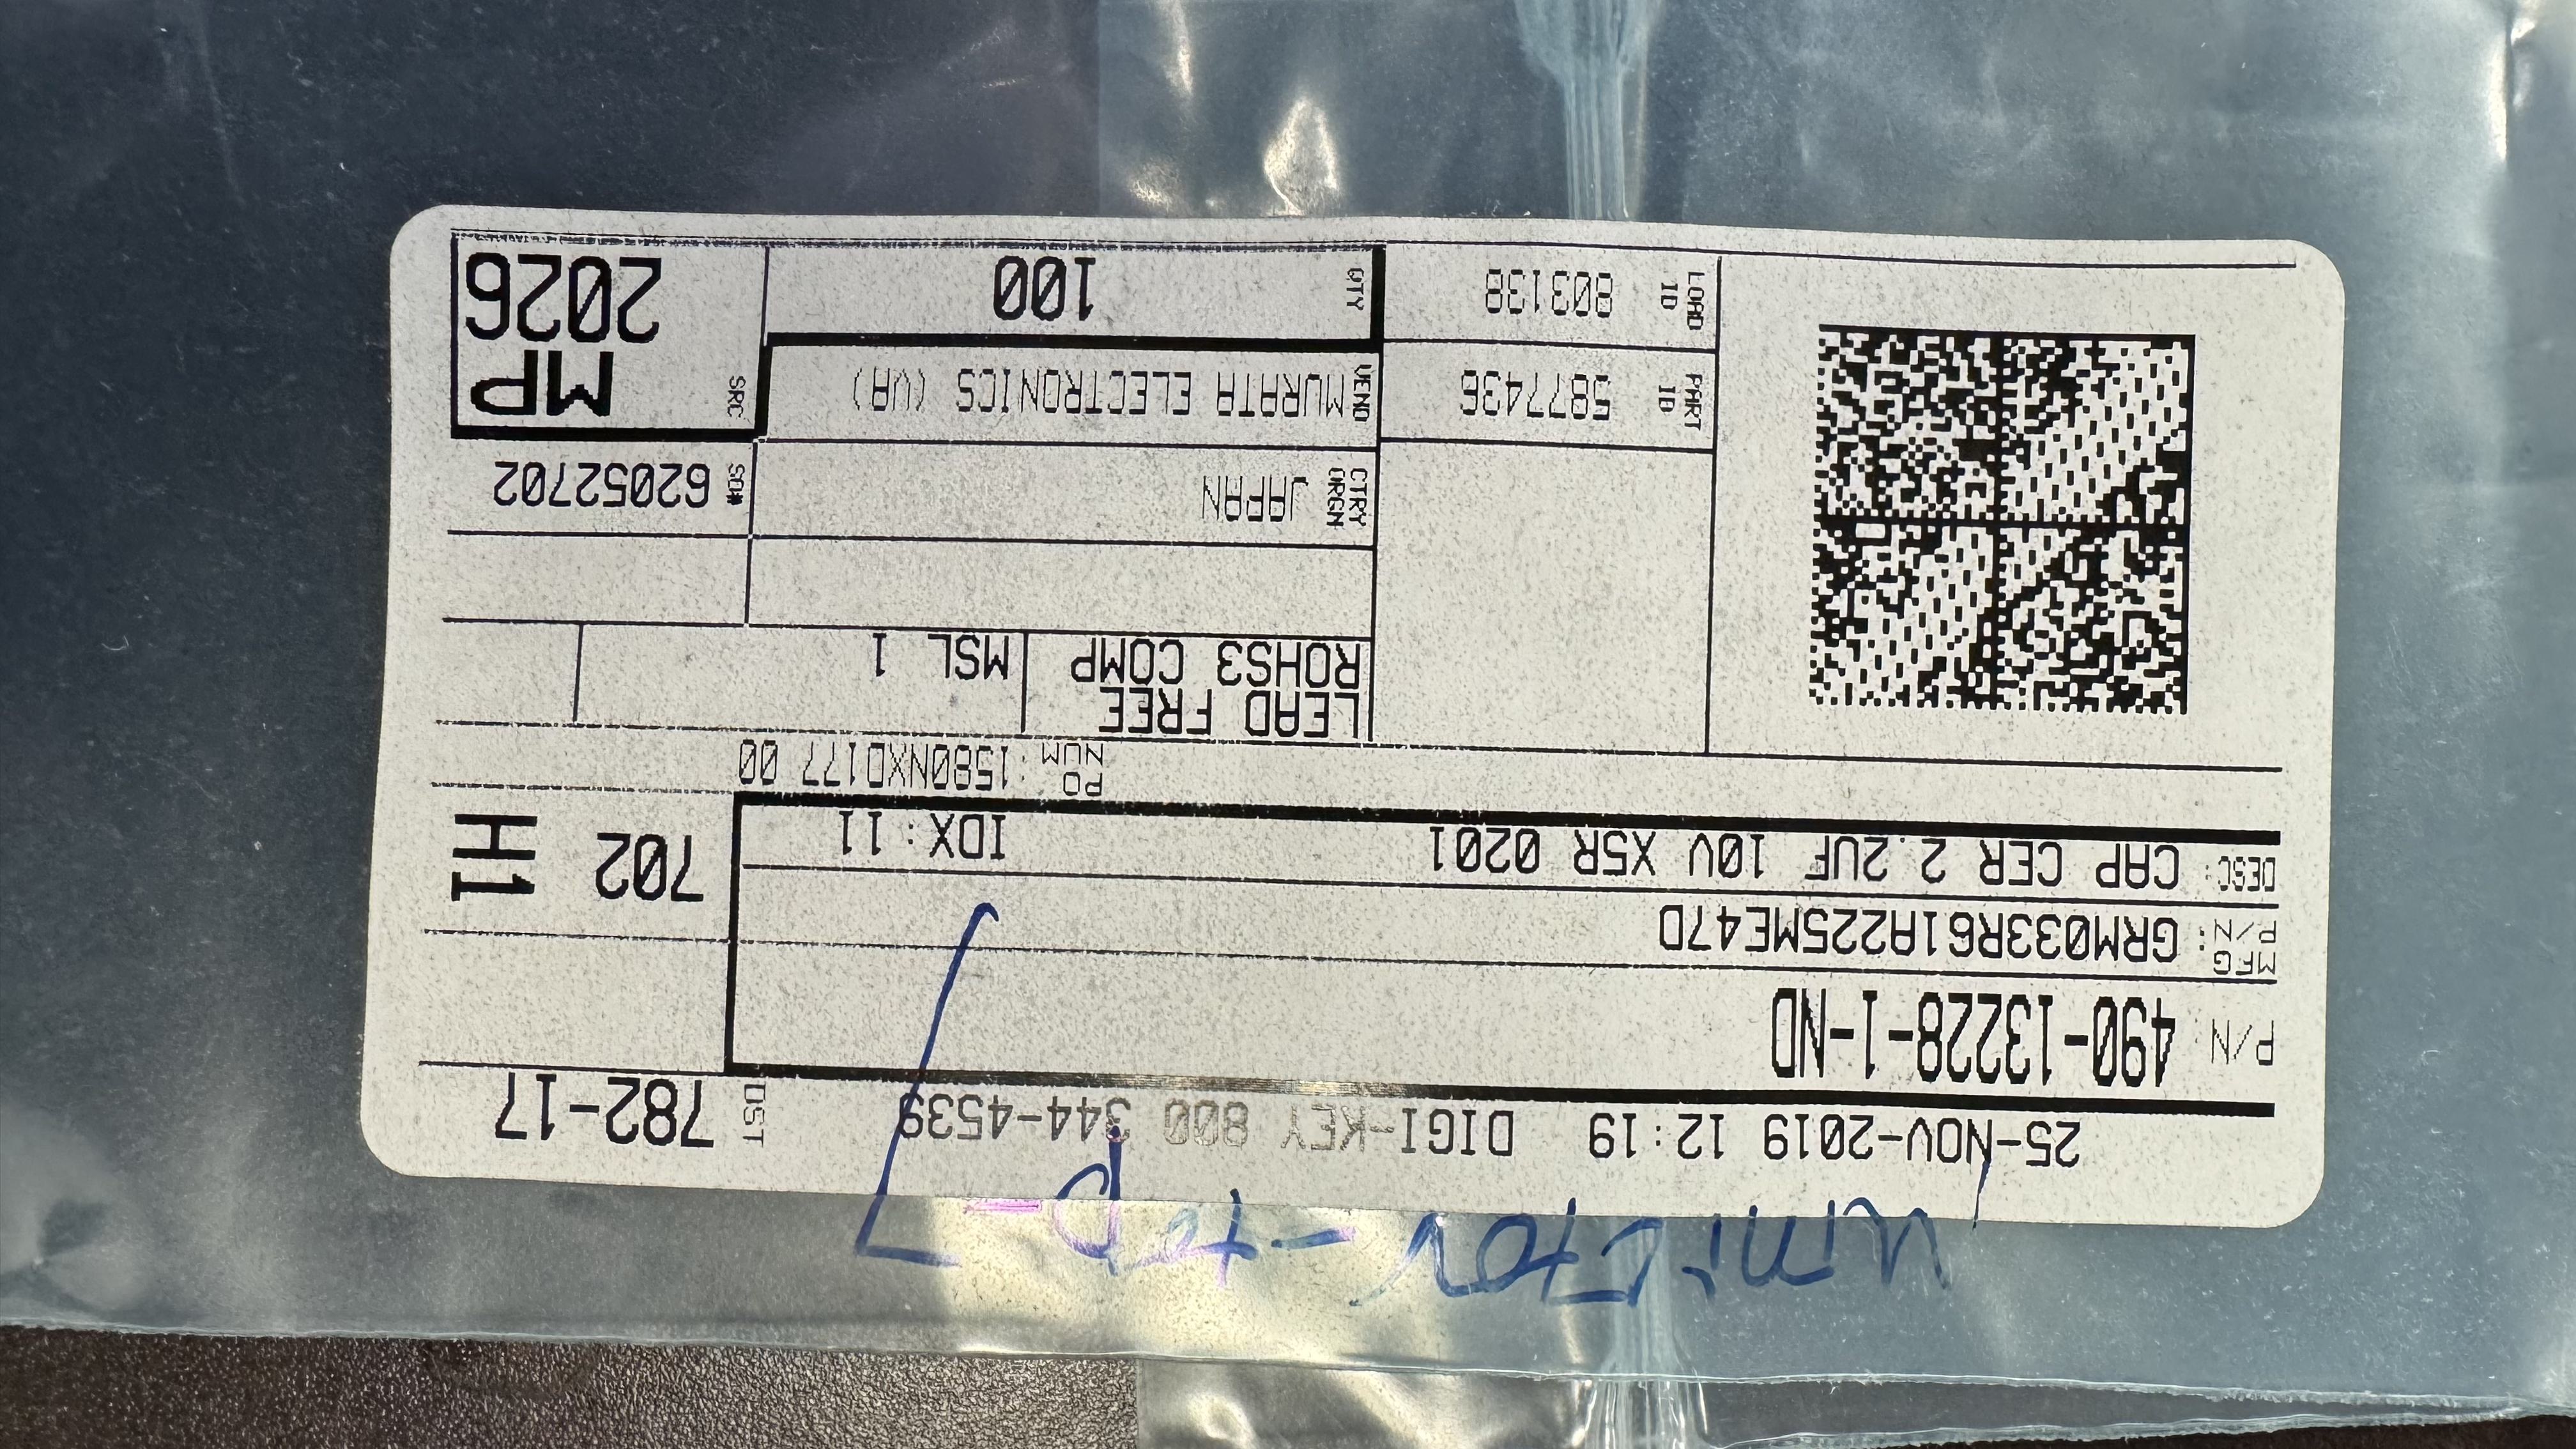 25-NOV-2019 12:19 DIGI-KEY 800 344-4539
DST 782-17
P/N: 490-13228-1-ND
MFG P/N: GRM033R61A225ME47D
DESC: CAP CER 2.2UF 10V X5R 0201
IDX: 11
702 H1
PO NUM: 1580NXD177 00
LEAD FREE
ROHS3 COMP
MSL 1
CTRY ORGN JAPAN
SO# 62052702
PART ID 5877436
VEND MURATA ELECTRONICS (VA)
SRC MP 2026
LOAD ID 803138
QTY 100